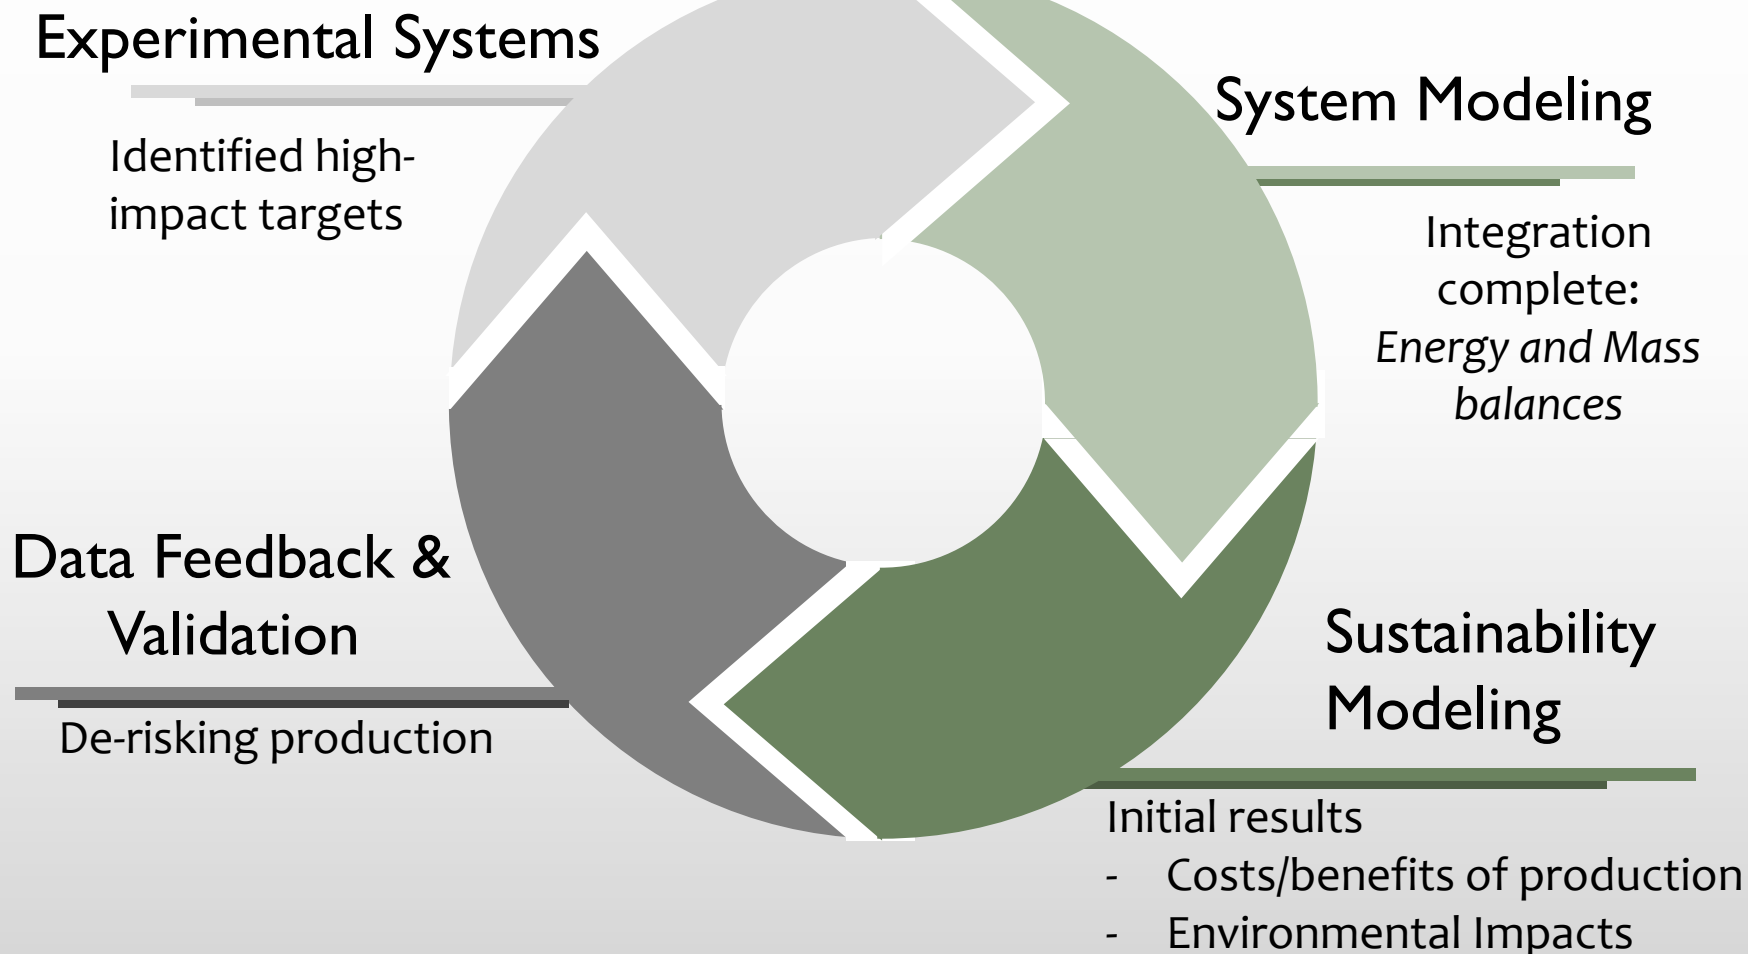 Experimental Systems
Identified high-
impact targets
System Modeling
Integration
complete:
Energy and Mass
balances
Data Feedback &
Validation
De-risking production
Sustainability
Modeling
Initial results
- Costs/benefits of production
- Environmental Impacts